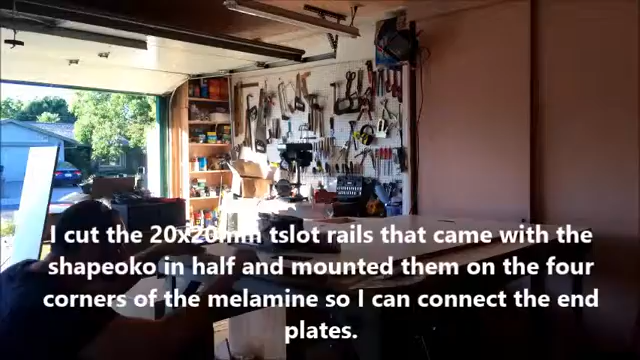 I cut the 20x20mm tslot rails that came with the
shapeoko in half and mounted them on the four
corners of the melamine so I can connect the end
plates.